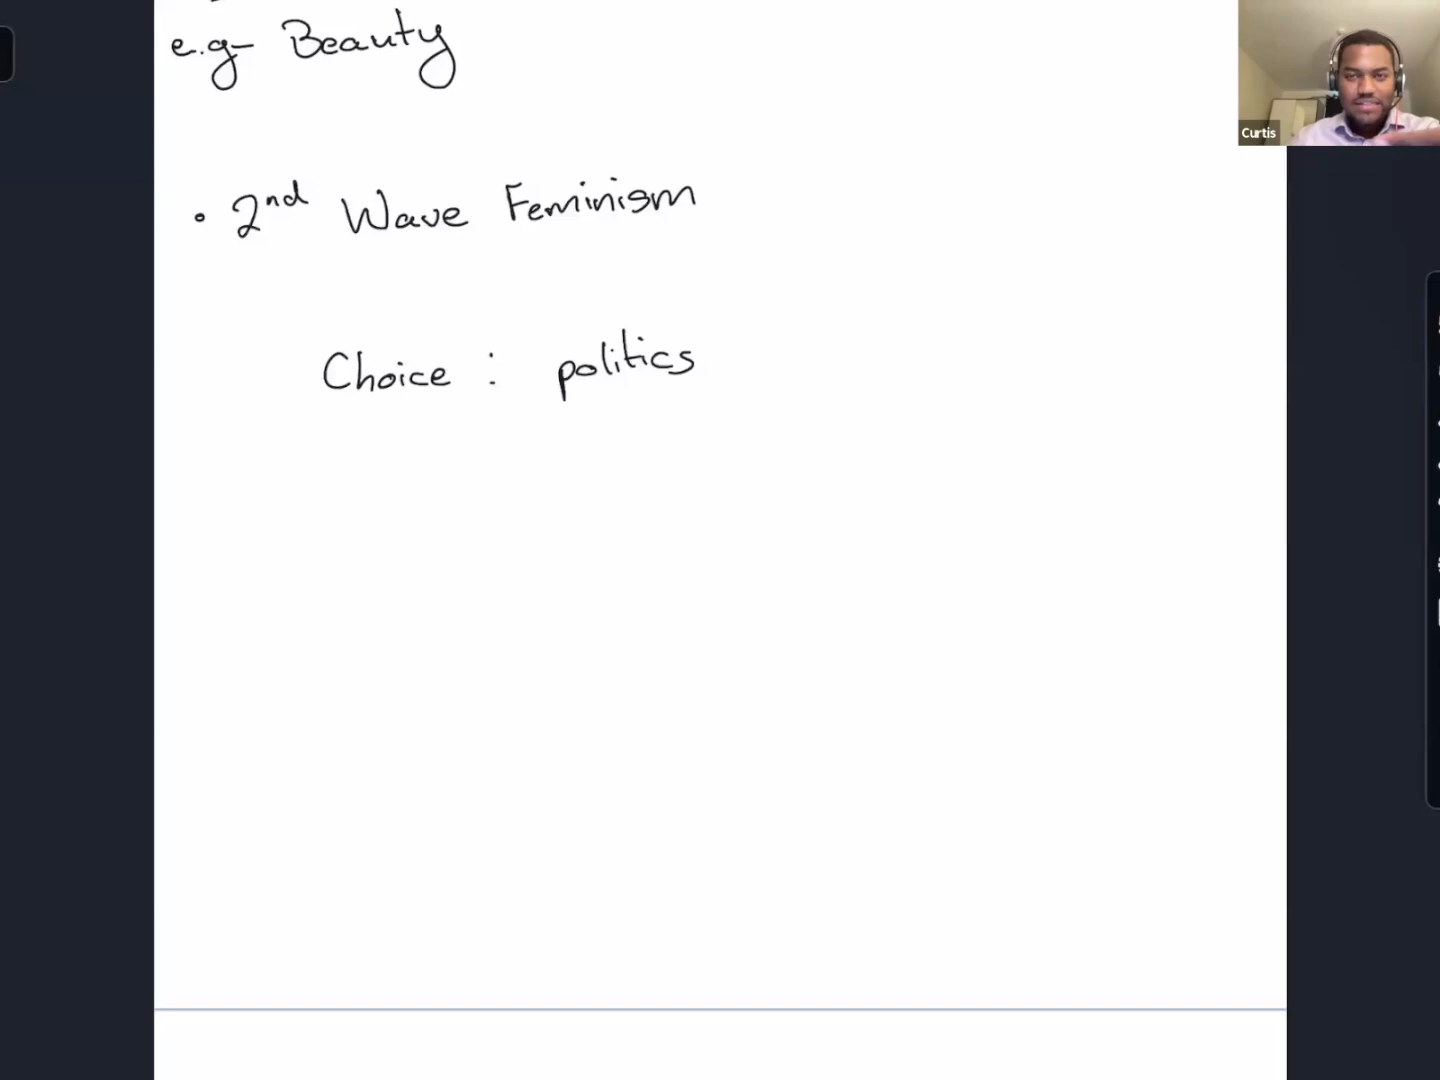 e.g- Beauty
Curtis
• 2nd Wave Feminism
Choice : politics